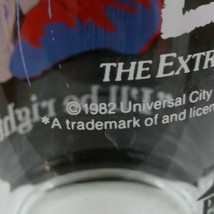 THE EXTR
©1982 Universal City
*A trademark of and licen